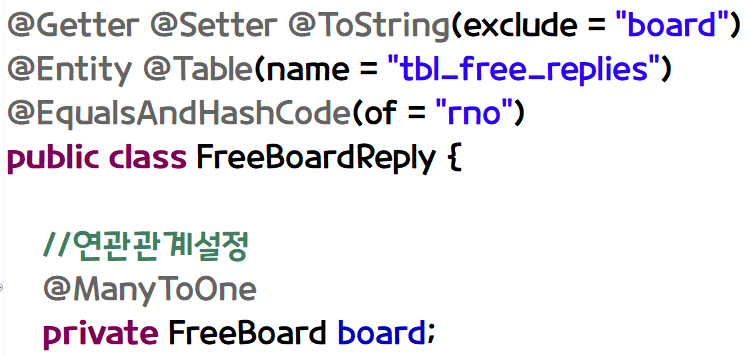 @Getter @Setter @ToString(exclude = "board")
@Entity @Table(name = "tbl_free_replies")
@EqualsAndHashCode(of = "rno")
public class FreeBoardReply {
//연관관계설정
@ManyToOne
private FreeBoard board;